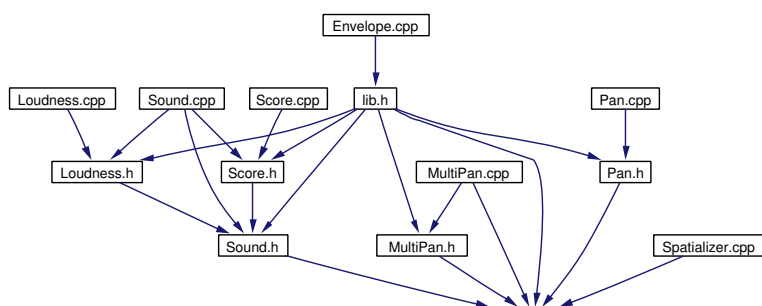 Envelope.cpp
Loudness.cpp
Sound.cpp
Score.cpp
lib.h
Pan.cpp
Loudness.h
Score.h
MultiPan.cpp
Pan.h
Sound.h
MultiPan.h
Spatializer.cpp